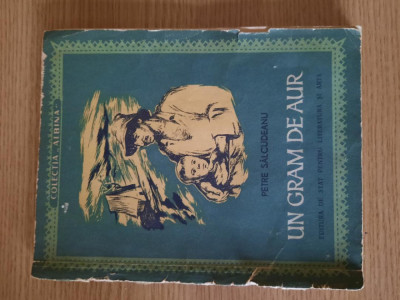 COLECȚIA „ALBINA”
PETRE SĂLCUDEANU
UN GRAM DE AUR
EDITURA DE STAT PENTRU LITERATURĂ ȘI ARTĂ